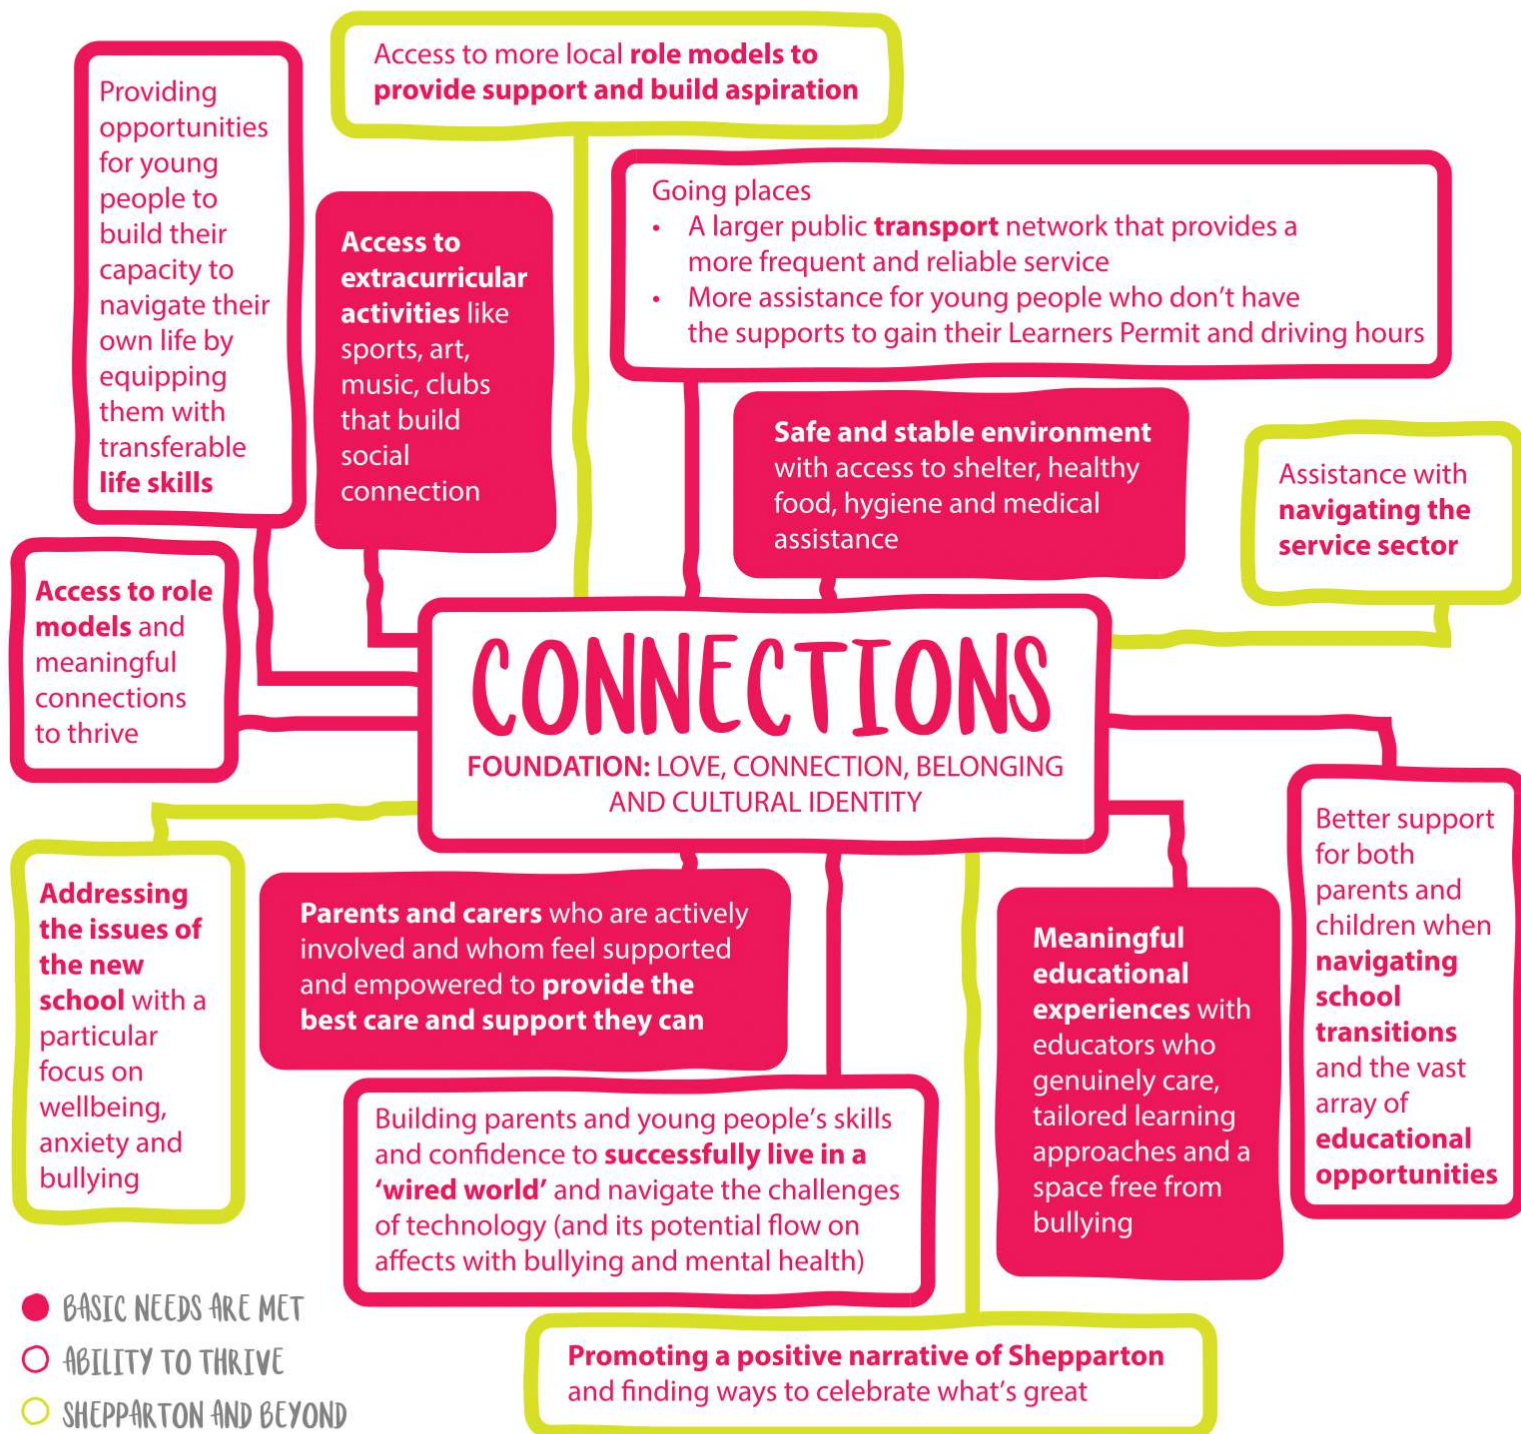 Access to more local role models to
provide support and build aspiration
Providing
opportunities
for young
people to
build their
capacity to
navigate their
own life by
equipping
them with
transferable
life skills
Access to
extracurricular
activities like
sports, art,
music, clubs
that build
social
connection
Going places
• A larger public transport network that provides a
more frequent and reliable service
• More assistance for young people who don’t have
the supports to gain their Learners Permit and driving hours
Safe and stable environment
with access to shelter, healthy
food, hygiene and medical
assistance
Assistance with
navigating the
service sector
Access to role
models and
meaningful
connections
to thrive
CONNECTIONS
FOUNDATION: LOVE, CONNECTION, BELONGING
AND CULTURAL IDENTITY
Addressing
the issues of
the new
school with a
particular
focus on
wellbeing,
anxiety and
bullying
Parents and carers who are actively
involved and whom feel supported
and empowered to provide the
best care and support they can
Meaningful
educational
experiences with
educators who
genuinely care,
tailored learning
approaches and a
space free from
bullying
Better support
for both
parents and
children when
navigating
school
transitions
and the vast
array of
educational
opportunities
Building parents and young people’s skills
and confidence to successfully live in a
‘wired world’ and navigate the challenges
of technology (and its potential flow on
affects with bullying and mental health)
Promoting a positive narrative of Shepparton
and finding ways to celebrate what’s great
BASIC NEEDS ARE MET
ABILITY TO THRIVE
SHEPPARTON AND BEYOND